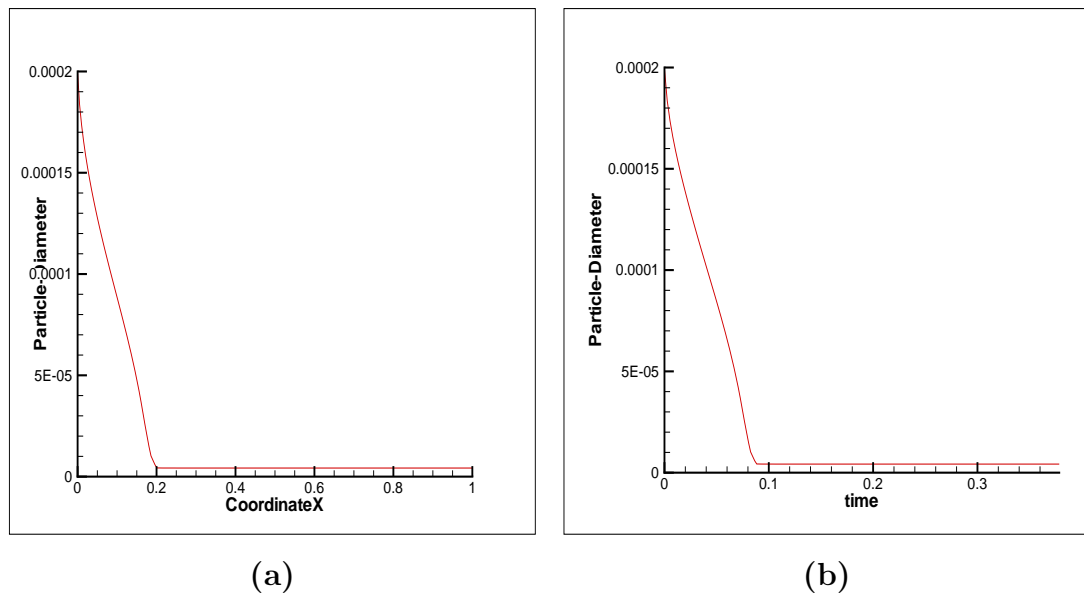 0.0002
0.00015
0.0001
5E-05
0
Particle-Diameter
0 0.2 0.4 0.6 0.8 1
CoordinateX
(a)
0.0002
0.00015
0.0001
5E-05
0
Particle-Diameter
0 0.1 0.2 0.3
time
(b)